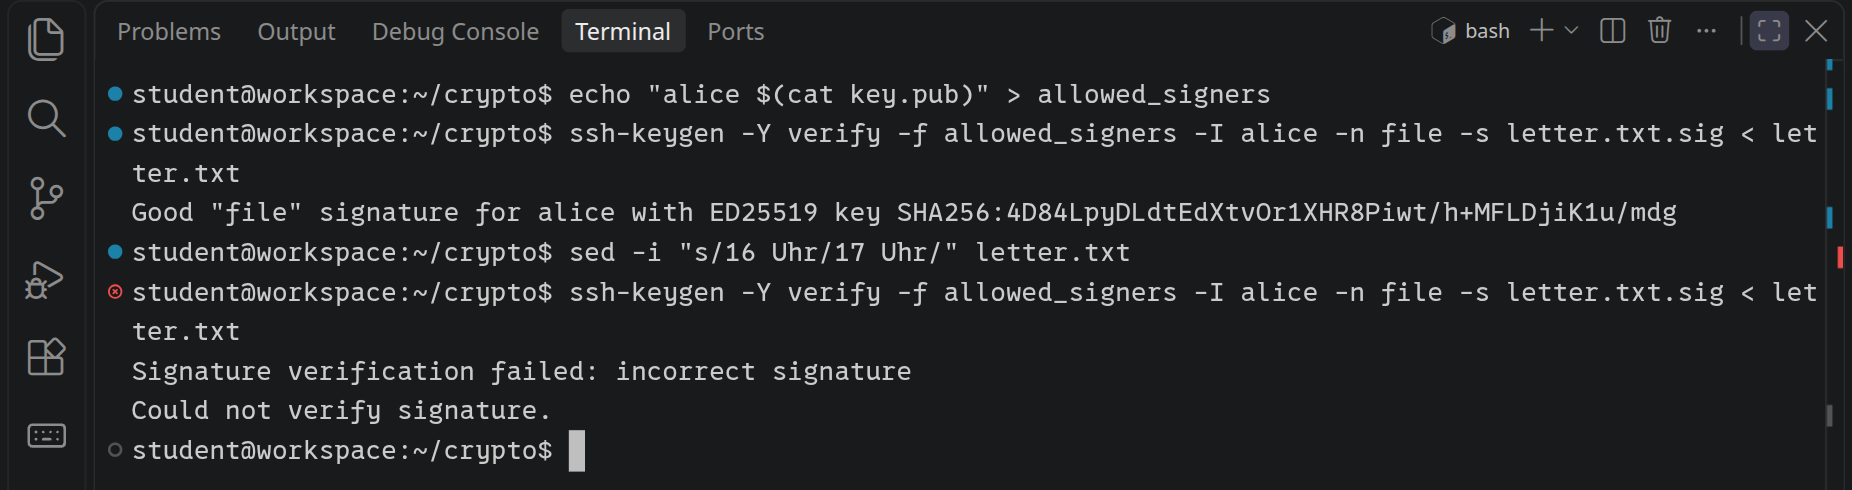 Problems Output Debug Console Terminal Ports bash
student@workspace:~/crypto$ echo "alice $(cat key.pub)" > allowed_signers
student@workspace:~/crypto$ ssh-keygen -Y verify -f allowed_signers -I alice -n file -s letter.txt.sig < let
ter.txt
Good "file" signature for alice with ED25519 key SHA256:4D84LpyDLdtEdXtvOr1XHR8Piwt/h+MFLDjiK1u/mdg
student@workspace:~/crypto$ sed -i "s/16 Uhr/17 Uhr/" letter.txt
student@workspace:~/crypto$ ssh-keygen -Y verify -f allowed_signers -I alice -n file -s letter.txt.sig < let
ter.txt
Signature verification failed: incorrect signature
Could not verify signature.
student@workspace:~/crypto$